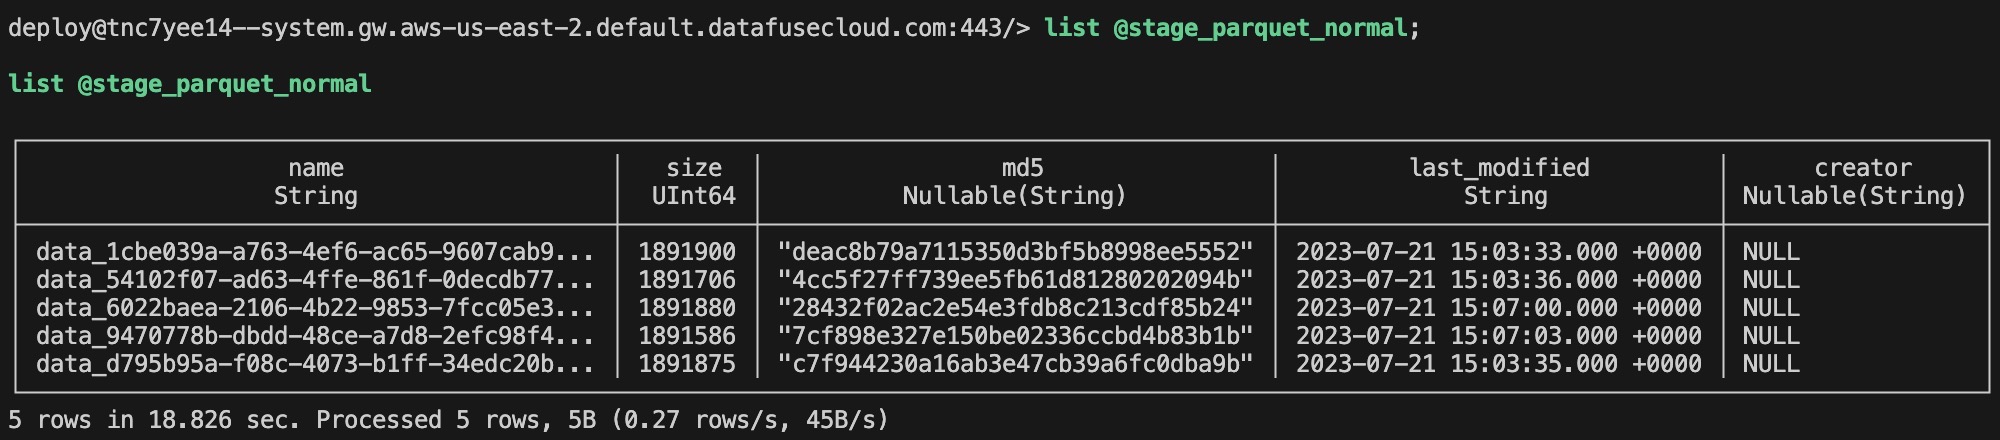 deploy@tnc7yee14--system.gw.aws-us-east-2.default.datafusecloud.com:443/> list @stage_parquet_normal;
list @stage_parquet_normal
name size md5 last_modified creator
String UInt64 Nullable(String) String Nullable(String)
data_1cbe039a-a763-4ef6-ac65-9607cab9... 1891900 "deac8b79a7115350d3bf5b8998ee5552" 2023-07-21 15:03:33.000 +0000 NULL
data_54102f07-ad63-4ffe-861f-0decdb77... 1891706 "4cc5f27ff739ee5fb61d81280202094b" 2023-07-21 15:03:36.000 +0000 NULL
data_6022baea-2106-4b22-9853-7fcc05e3... 1891880 "28432f02ac2e54e3fdb8c213cdf85b24" 2023-07-21 15:07:00.000 +0000 NULL
data_9470778b-dbdd-48ce-a7d8-2efc98f4... 1891586 "7cf898e327e150be02336ccbd4b83b1b" 2023-07-21 15:07:03.000 +0000 NULL
data_d795b95a-f08c-4073-b1ff-34edc20b... 1891875 "c7f944230a16ab3e47cb39a6fc0dba9b" 2023-07-21 15:03:35.000 +0000 NULL
5 rows in 18.826 sec. Processed 5 rows, 5B (0.27 rows/s, 45B/s)